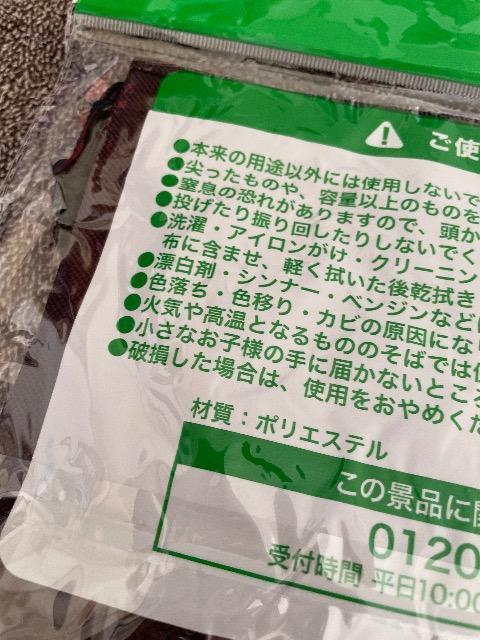 ご使
●本来の用途以外には使用しないで
●尖ったものや、容量以上のものを
●窒息の恐れがありますので、頭か
●投げたり振り回したりしないでく
●洗濯・アイロンがけ・クリーニン
布に含ませ、軽く拭いた後乾拭き
●漂白剤・シンナー・ベンジンなどに
●色落ち・色移り・カビの原因にな
●火気や高温となるもののそばでは使
●小さなお子様の手に届かないところ
●破損した場合は、使用をおやめくだ
材質：ポリエステル
この景品に関
0120
受付時間 平日10:00